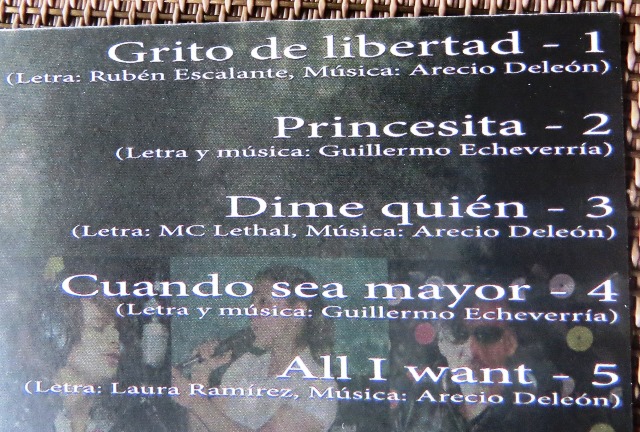 Grito de libertad - 1
(Letra: Rubén Escalante, Música: Arecio Deleón)
Princesita - 2
(Letra y música: Guillermo Echeverría)
Dime quién - 3
(Letra: MC Lethal, Música: Arecio Deleón)
Cuando sea mayor - 4
(Letra y música: Guillermo Echeverría)
All I want - 5
(Letra: Laura Ramírez, Música: Arecio Deleón)